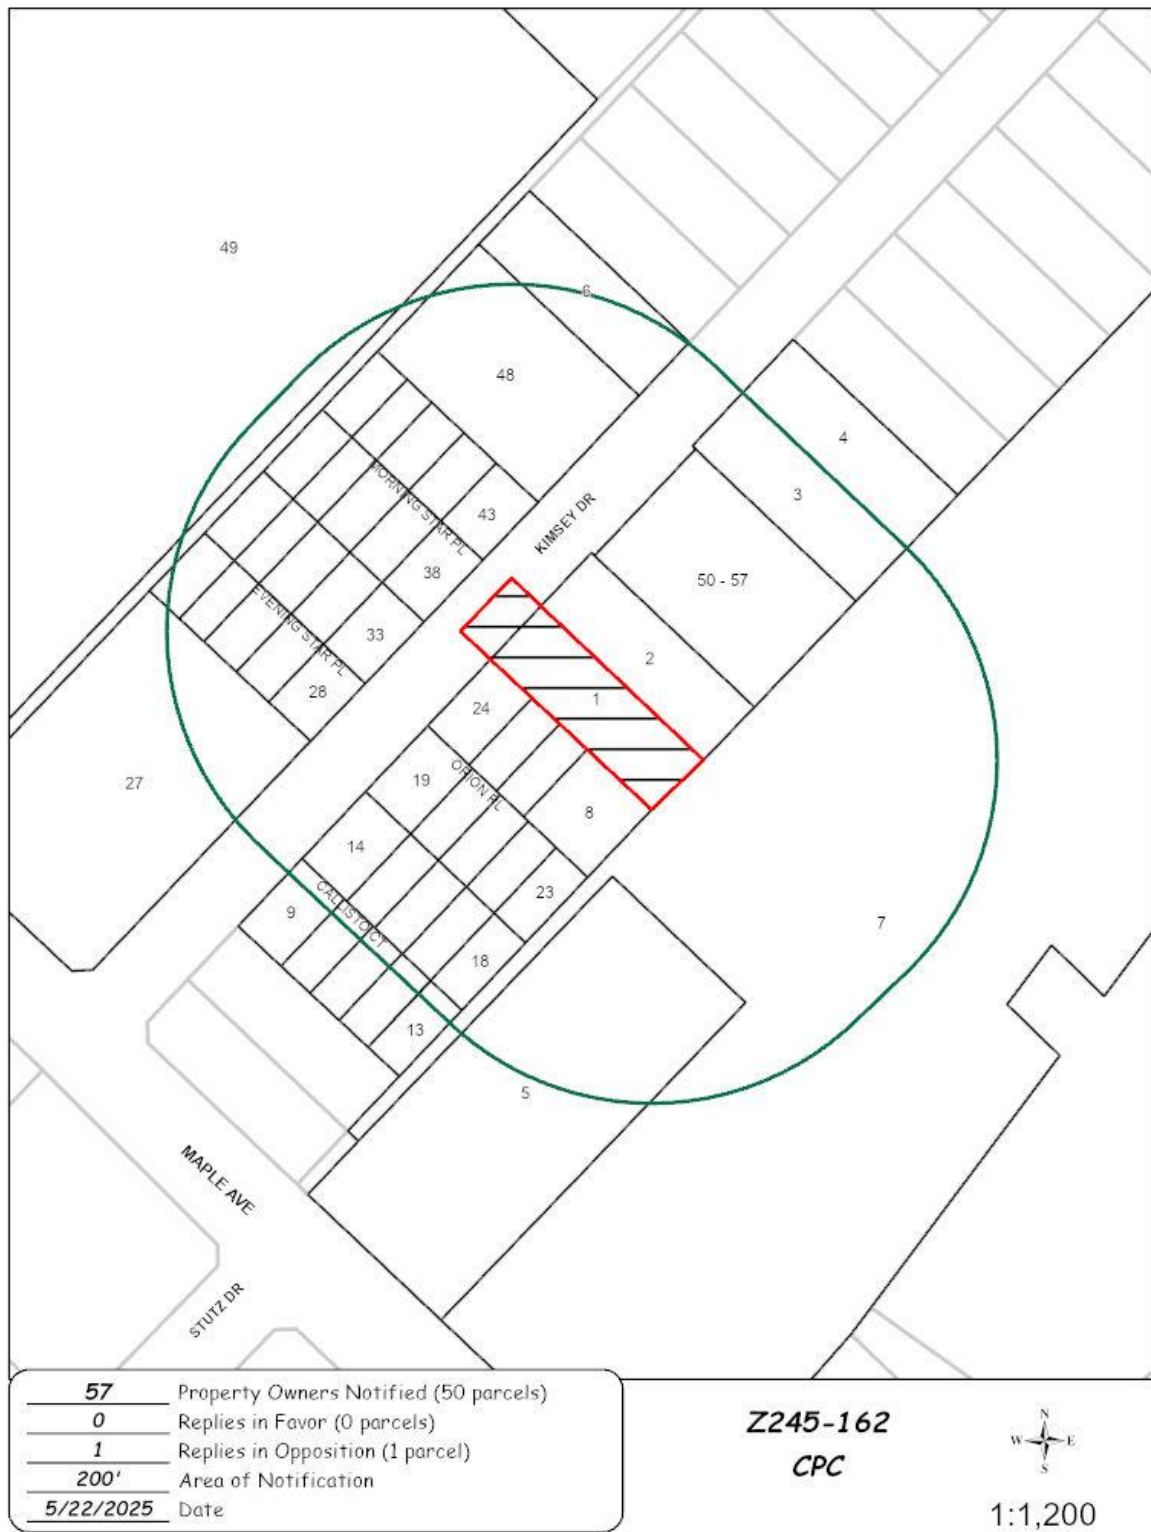 49
6
48
4
3
MORNING STAR PL
43
KIMSEY DR
50 - 57
38
EVENING STAR PL
33
2
28
1
24
27
19
ORION PL
8
14
23
CALLISTO CT
9
7
18
13
5
MAPLE AVE
STUTZ DR
57 Property Owners Notified (50 parcels)
0 Replies in Favor (0 parcels)
1 Replies in Opposition (1 parcel)
200' Area of Notification
5/22/2025 Date
Z245-162
CPC
N
W E
S
1:1,200